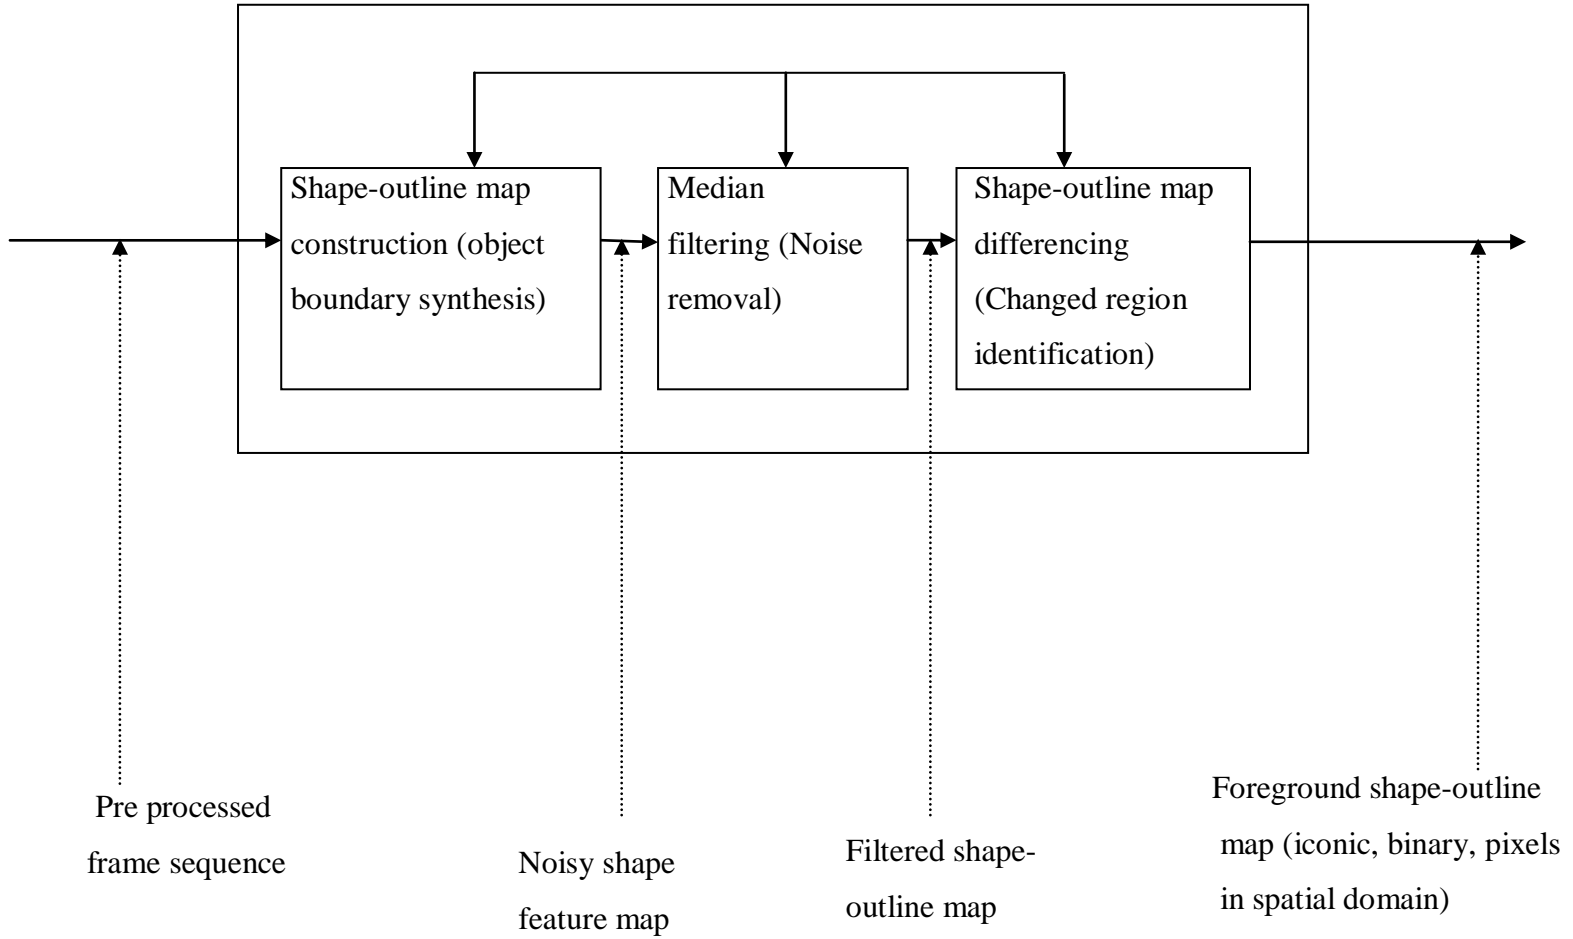 Shape-outline map
construction (object
boundary synthesis)
Median
filtering (Noise
removal)
Shape-outline map
differencing
(Changed region
identification)
Pre processed
frame sequence
Noisy shape
feature map
Filtered shape-
outline map
Foreground shape-outline
map (iconic, binary, pixels
in spatial domain)